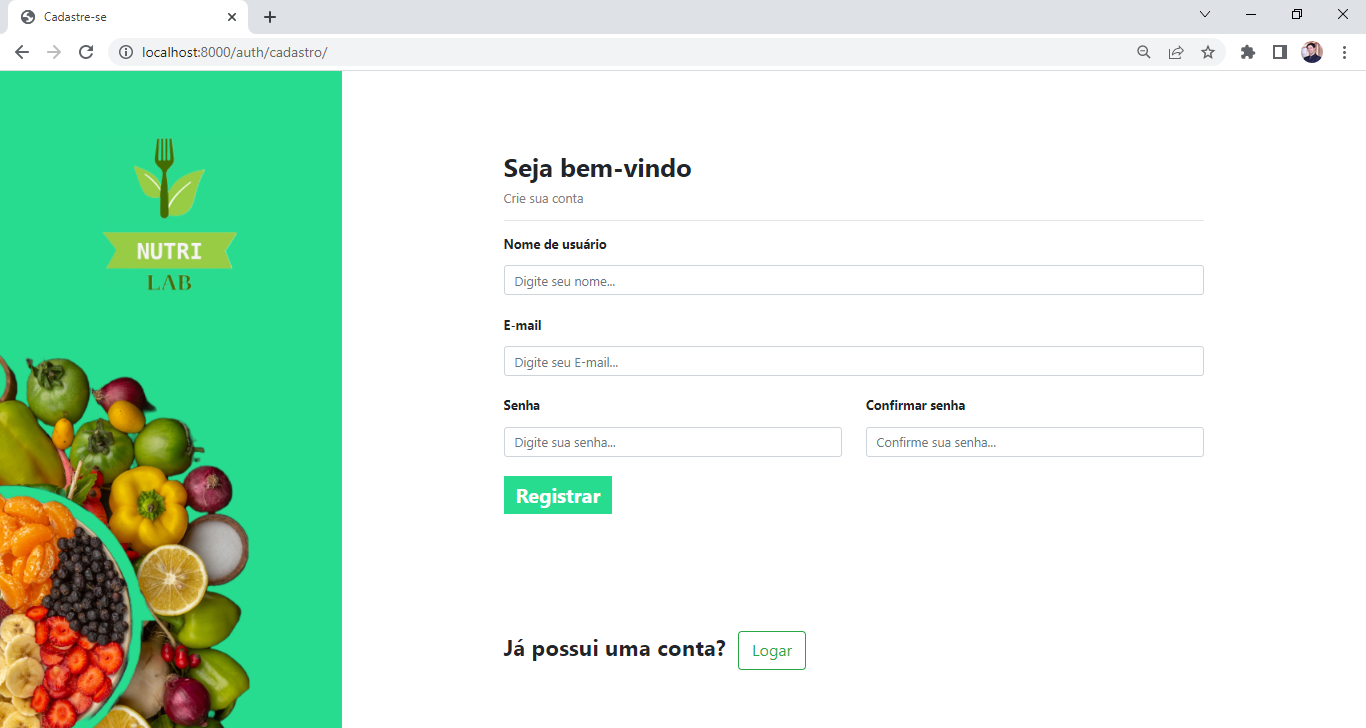 Cadastre-se
localhost:8000/auth/cadastro/
NUTRI
LAB
Seja bem-vindo
Crie sua conta
Nome de usuário
Digite seu nome...
E-mail
Digite seu E-mail...
Senha Confirmar senha
Digite sua senha... Confirme sua senha...
Registrar
Já possui uma conta? Logar